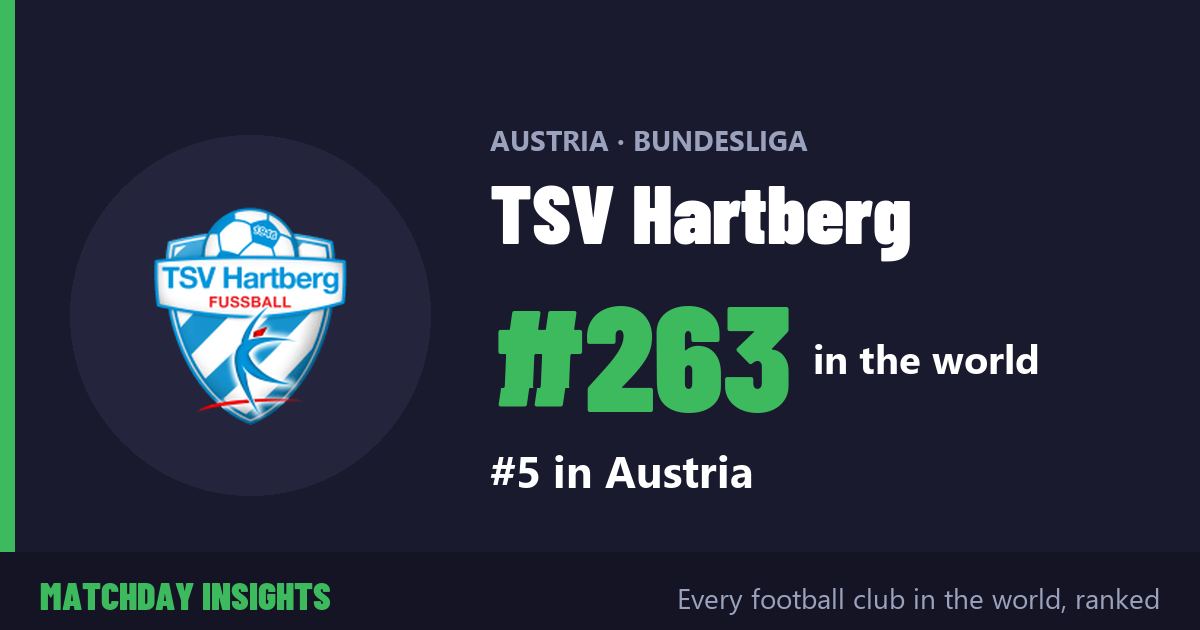 1946
TSV Hartberg
FUSSBALL
AUSTRIA · BUNDESLIGA
TSV Hartberg
#263 in the world
#5 in Austria
MATCHDAY INSIGHTS
Every football club in the world, ranked